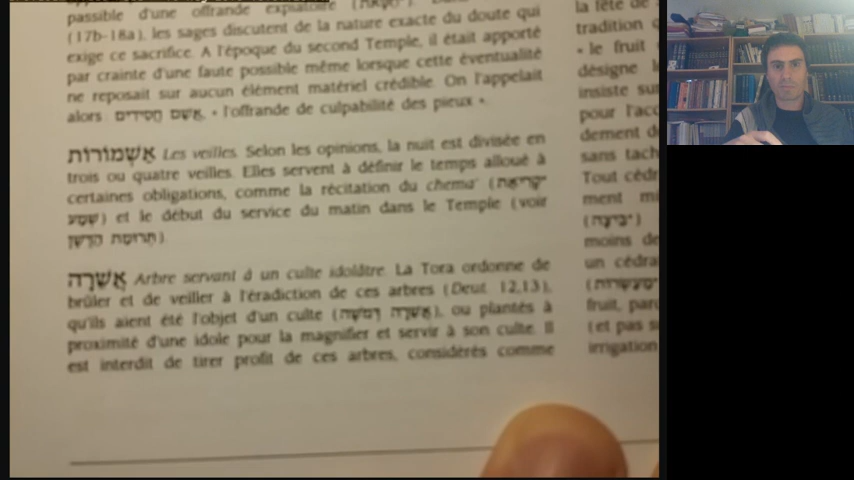 passible d'une offrande expiatoire
(17b-18a), les sages discutent de la nature exacte du doute qui
exige ce sacrifice. A l'époque du second Temple, il était apporté
par crainte d'une faute possible même lorsque cette éventualité
ne reposait sur aucun élément matériel crédible. On l'appelait
alors : אשם חסידים, « l'offrande de culpabilité des pieux ».
אַשְׁמוֹרוֹת Les veilles. Selon les opinions, la nuit est divisée en
trois ou quatre veilles. Elles servent à définir le temps alloué à
certaines obligations, comme la récitation du chema' (קריאת
שמע) et le début du service du matin dans le Temple (voir
תרומת הדשן)
אֲשֵׁרָה Arbre servant à un culte idolâtre. La Tora ordonne de
brûler et de veiller à l'éradication de ces arbres (Deut. 12,13),
qu'ils aient été l'objet d'un culte (אשרה), ou plantés à
proximité d'une idole pour la magnifier et servir à son culte. Il
est interdit de tirer profit de ces arbres, considérés comme
la fête de
tradition
« le fruit
désigne
insiste sur
pour l'acc
dement d
sans tach
Tout cédr
ment mi
moins de
un cédra
fruit, par
(et pas s
irrigation